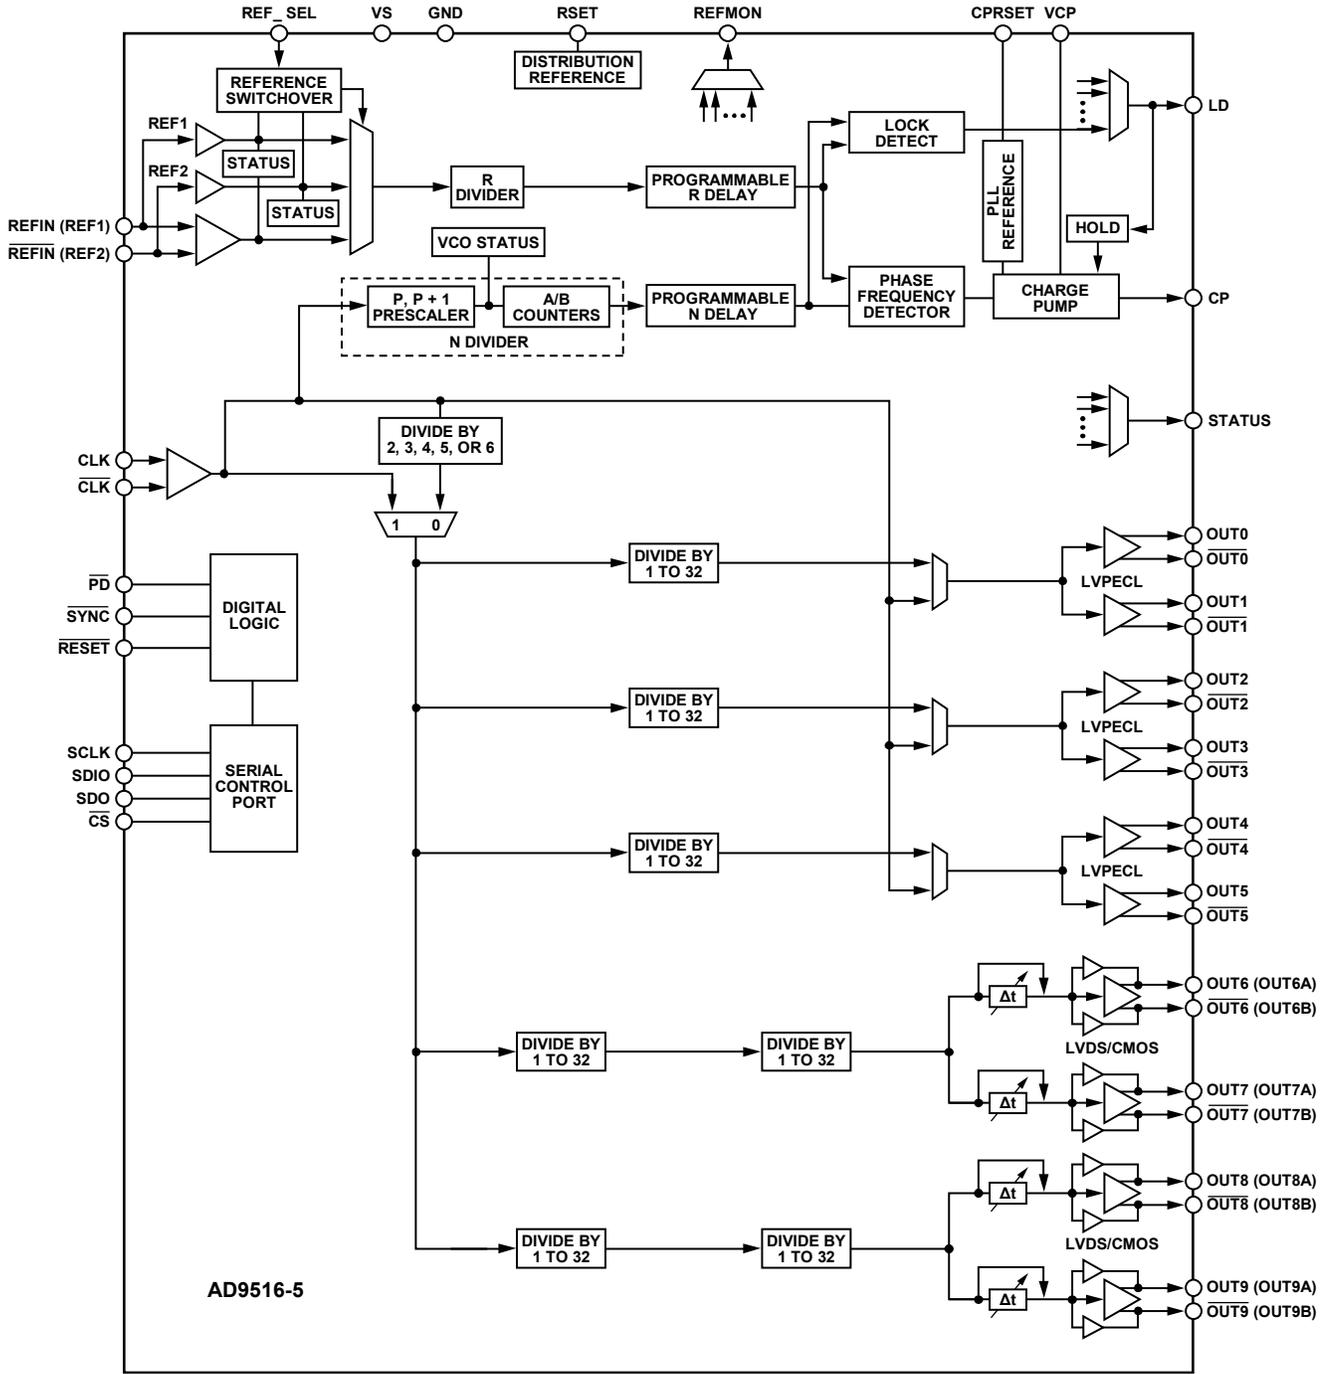 REF_ SEL
VS
GND
RSET
REFMON
CPRSET
VCP
DISTRIBUTION
REFERENCE
REFERENCE
SWITCHOVER
LD
REF1
STATUS
LOCK
DETECT
REF2
STATUS
R
DIVIDER
PROGRAMMABLE
R DELAY
PLL
REFERENCE
HOLD
REFIN (REF1)
REFIN (REF2)
VCO STATUS
P, P + 1
PRESCALER
A/B
COUNTERS
N DIVIDER
PROGRAMMABLE
N DELAY
PHASE
FREQUENCY
DETECTOR
CHARGE
PUMP
CP
DIVIDE BY
2, 3, 4, 5, OR 6
STATUS
CLK
CLK
1 0
DIVIDE BY
1 TO 32
LVPECL
OUT0
OUT0
OUT1
OUT1
PD
SYNC
RESET
DIGITAL
LOGIC
DIVIDE BY
1 TO 32
LVPECL
OUT2
OUT2
OUT3
OUT3
SCLK
SDIO
SDO
CS
SERIAL
CONTROL
PORT
DIVIDE BY
1 TO 32
LVPECL
OUT4
OUT4
OUT5
OUT5
DIVIDE BY
1 TO 32
DIVIDE BY
1 TO 32
Δt
OUT6 (OUT6A)
OUT6 (OUT6B)
LVDS/CMOS
Δt
OUT7 (OUT7A)
OUT7 (OUT7B)
DIVIDE BY
1 TO 32
DIVIDE BY
1 TO 32
Δt
OUT8 (OUT8A)
OUT8 (OUT8B)
LVDS/CMOS
Δt
OUT9 (OUT9A)
OUT9 (OUT9B)
AD9516-5